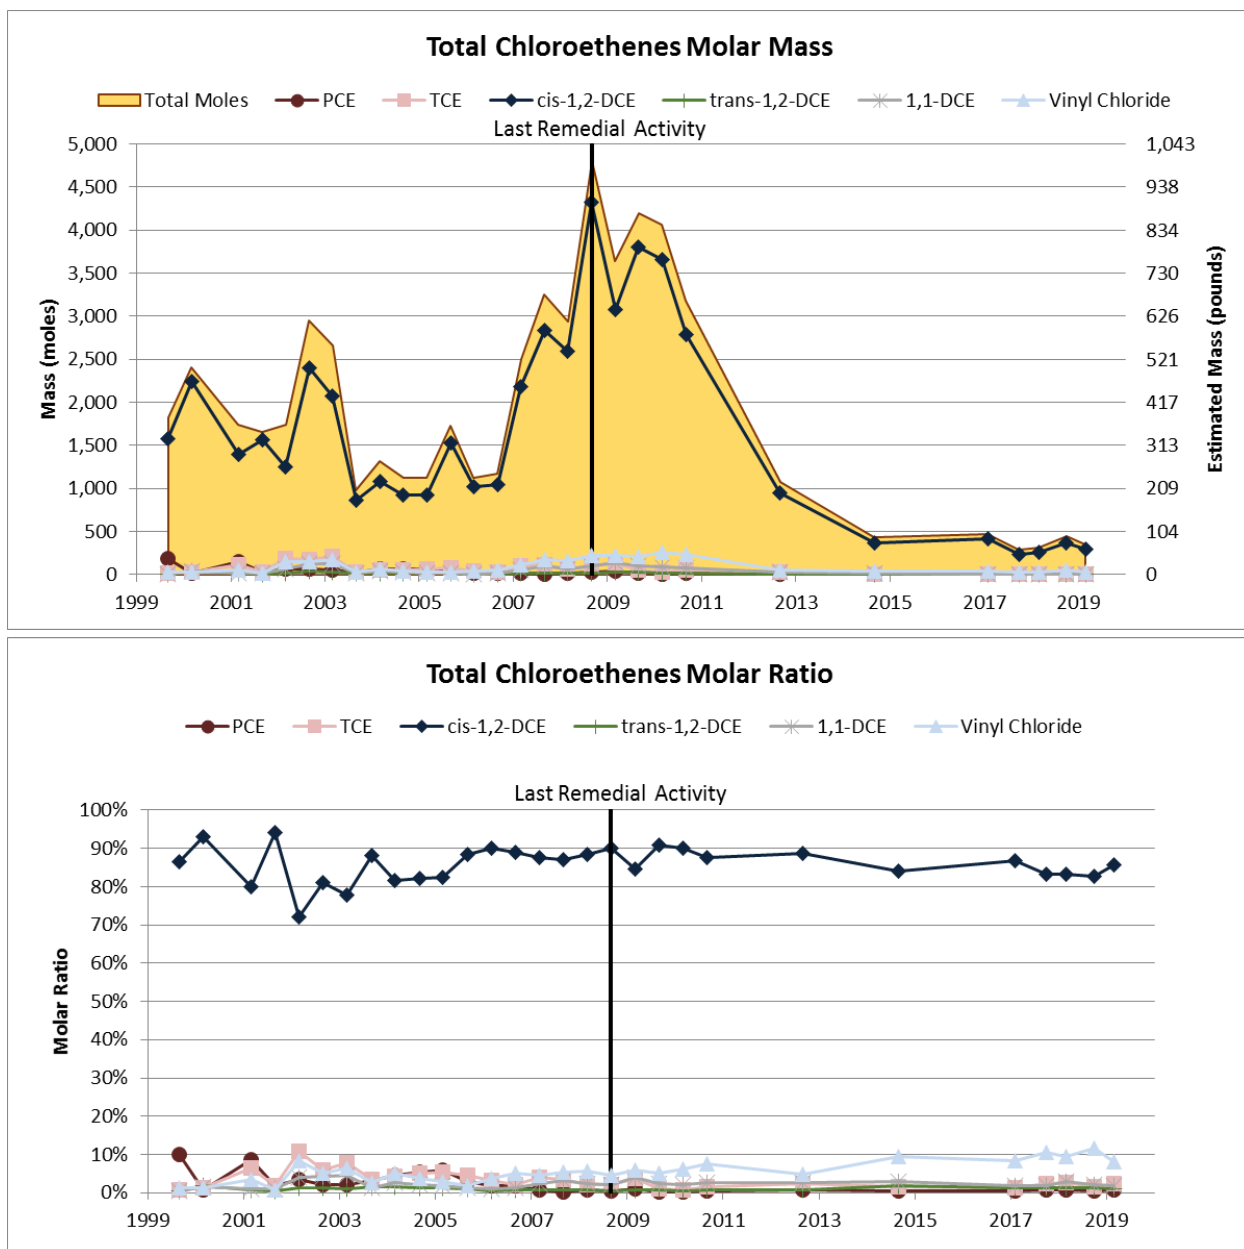 Total Chloroethenes Molar Mass
Total Moles PCE TCE cis-1,2-DCE trans-1,2-DCE 1,1-DCE Vinyl Chloride
Last Remedial Activity
5,000 1,043
4,500 938
4,000 834
3,500 730
3,000 626
2,500 521
2,000 417
1,500 313
1,000 209
500 104
0 0
Mass (moles)
Estimated Mass (pounds)
1999 2001 2003 2005 2007 2009 2011 2013 2015 2017 2019
Total Chloroethenes Molar Ratio
PCE TCE cis-1,2-DCE trans-1,2-DCE 1,1-DCE Vinyl Chloride
Last Remedial Activity
100%
90%
80%
70%
60%
50%
40%
30%
20%
10%
0%
Molar Ratio
1999 2001 2003 2005 2007 2009 2011 2013 2015 2017 2019